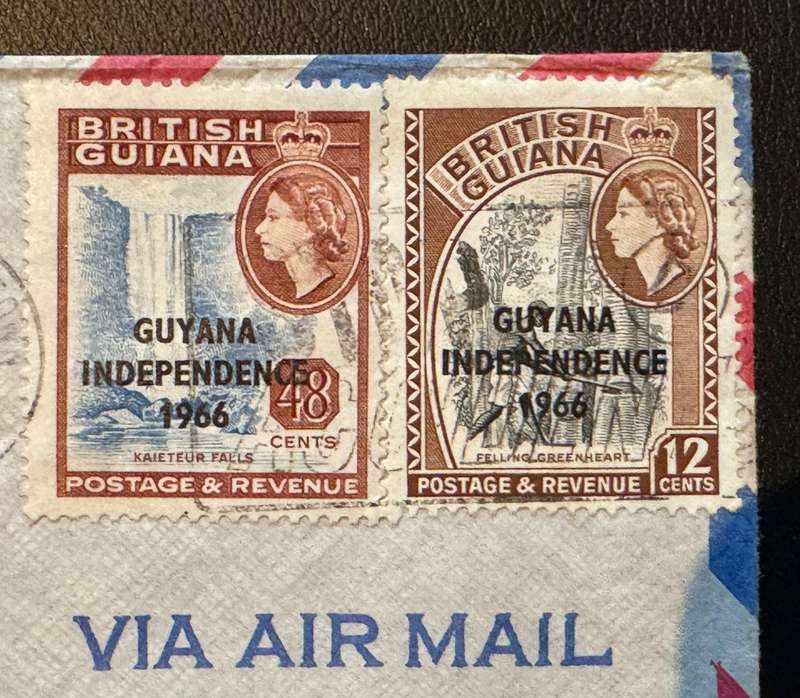 BRITISH
GUIANA
GUYANA
INDEPENDENCE
1966
48
CENTS
KAIETEUR FALLS
POSTAGE & REVENUE
BRITISH
GUIANA
GUYANA
INDEPENDENCE
1966
FELLING GREENHEART
POSTAGE & REVENUE
12
CENTS
VIA AIR MAIL